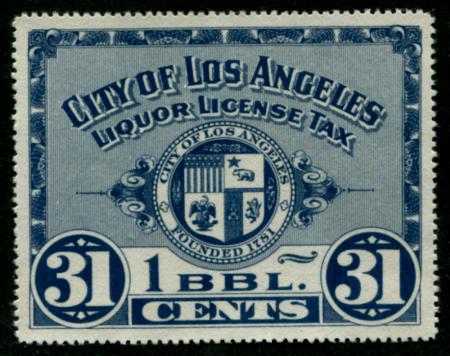 CITY OF LOS ANGELES
LIQUOR LICENSE TAX
CITY OF LOS ANGELES
FOUNDED 1781
31 1 BBL. 31
CENTS